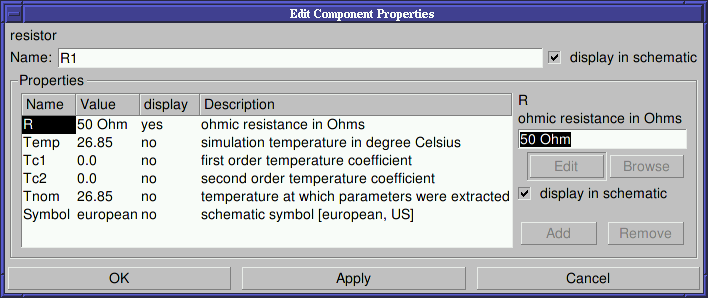 Edit Component Properties
resistor
Name: R1 display in schematic
Properties
Name Value display Description
R 50 Ohm yes ohmic resistance in Ohms
Temp 26.85 no simulation temperature in degree Celsius
Tc1 0.0 no first order temperature coefficient
Tc2 0.0 no second order temperature coefficient
Tnom 26.85 no temperature at which parameters were extracted
Symbol european no schematic symbol [european, US]
R
ohmic resistance in Ohms
50 Ohm
Edit Browse
display in schematic
Add Remove
OK Apply Cancel